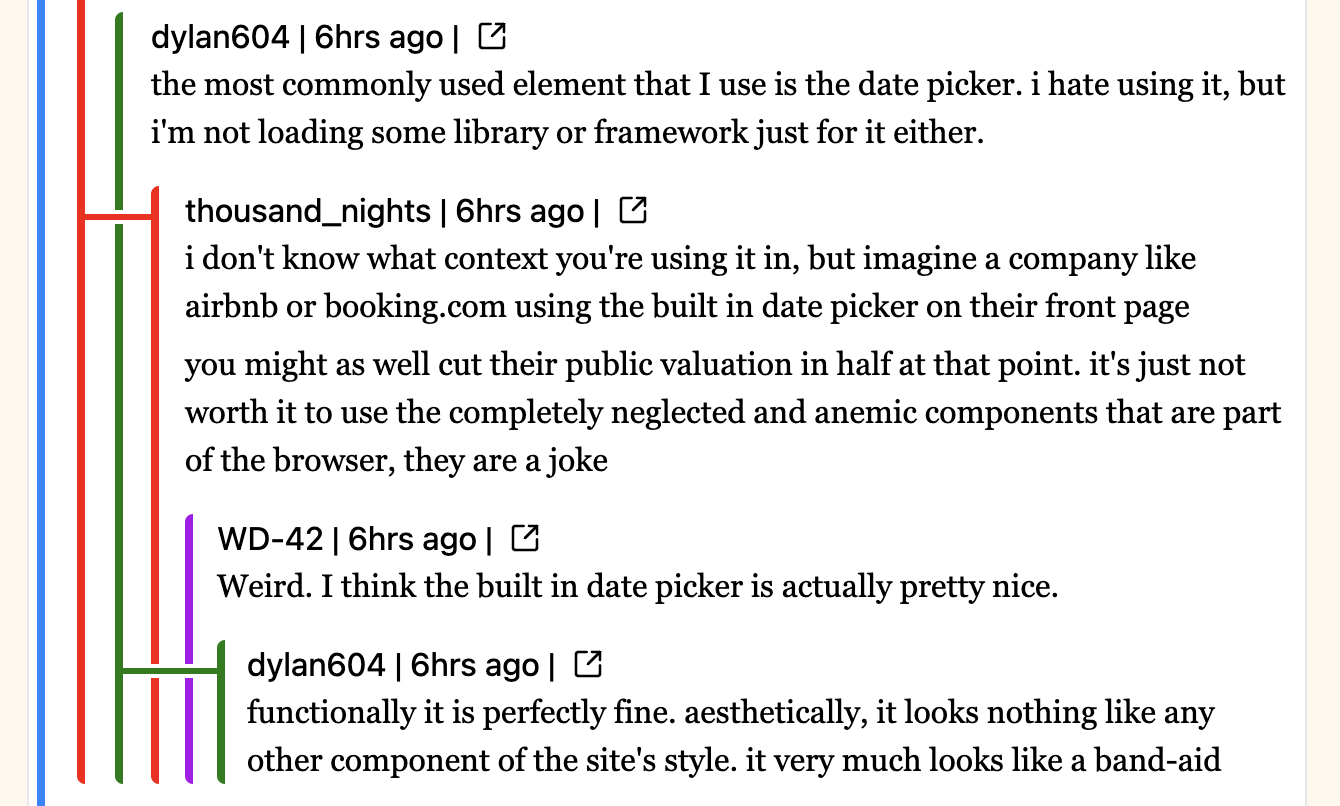 dylan604 | 6hrs ago |
the most commonly used element that I use is the date picker. i hate using it, but
i'm not loading some library or framework just for it either.
thousand_nights | 6hrs ago |
i don't know what context you're using it in, but imagine a company like
airbnb or booking.com using the built in date picker on their front page
you might as well cut their public valuation in half at that point. it's just not
worth it to use the completely neglected and anemic components that are part
of the browser, they are a joke
WD-42 | 6hrs ago |
Weird. I think the built in date picker is actually pretty nice.
dylan604 | 6hrs ago |
functionally it is perfectly fine. aesthetically, it looks nothing like any
other component of the site's style. it very much looks like a band-aid